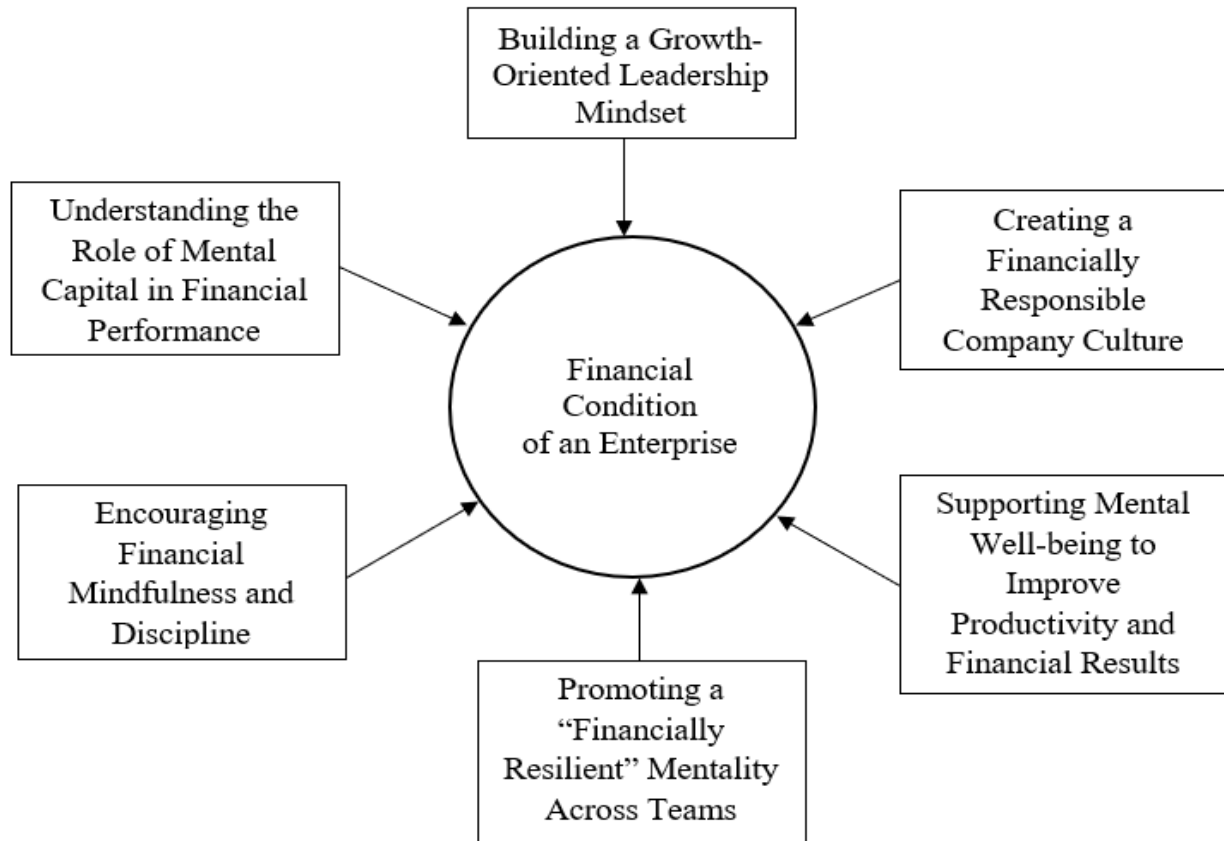 Building a Growth-
Oriented Leadership
Mindset
Understanding the
Role of Mental
Capital in Financial
Performance
Creating a
Financially
Responsible
Company Culture
Financial
Condition
of an Enterprise
Encouraging
Financial
Mindfulness and
Discipline
Supporting Mental
Well-being to
Improve
Productivity and
Financial Results
Promoting a
“Financially
Resilient” Mentality
Across Teams